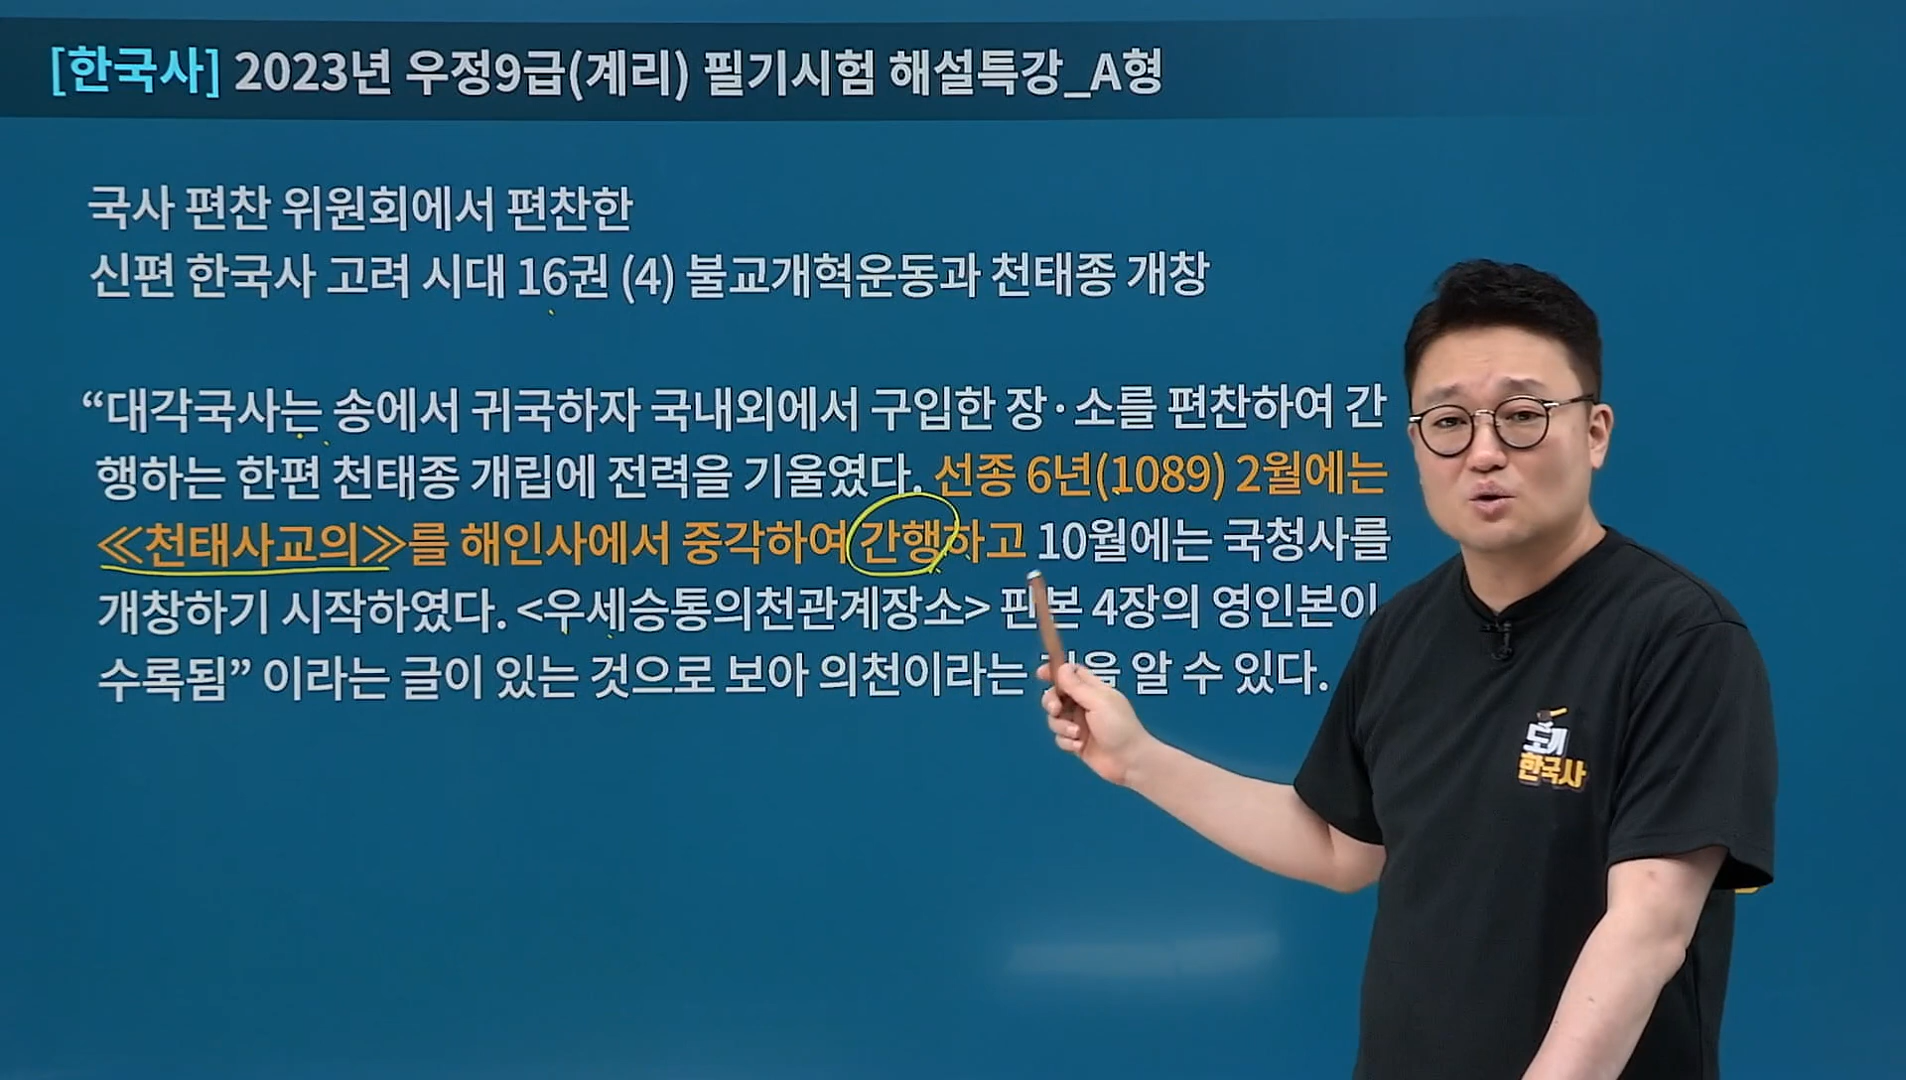 [한국사] 2023년 우정9급(계리) 필기시험 해설특강_A형
국사 편찬 위원회에서 편찬한
신편 한국사 고려 시대 16권 (4) 불교개혁운동과 천태종 개창
“대각국사는 송에서 귀국하자 국내외에서 구입한 장·소를 편찬하여 간
행하는 한편 천태종 개립에 전력을 기울였다. 선종 6년(1089) 2월에는
≪천태사교의≫를 해인사에서 중각하여 간행하고 10월에는 국청사를
개창하기 시작하였다. <우세승통의천관계장소> 판본 4장의 영인본이
수록됨” 이라는 글이 있는 것으로 보아 의천이라는 알 수 있다.
도끼
한국사